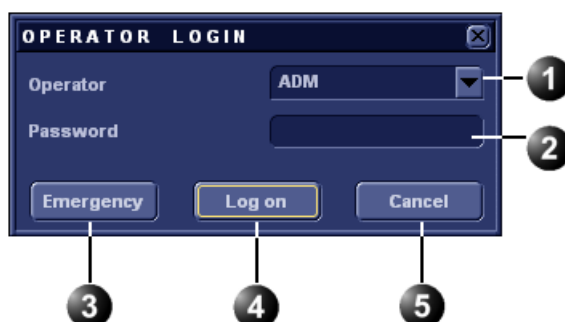 OPERATOR LOGIN
Operator ADM 1
Password 2
Emergency Log on Cancel
3 4 5